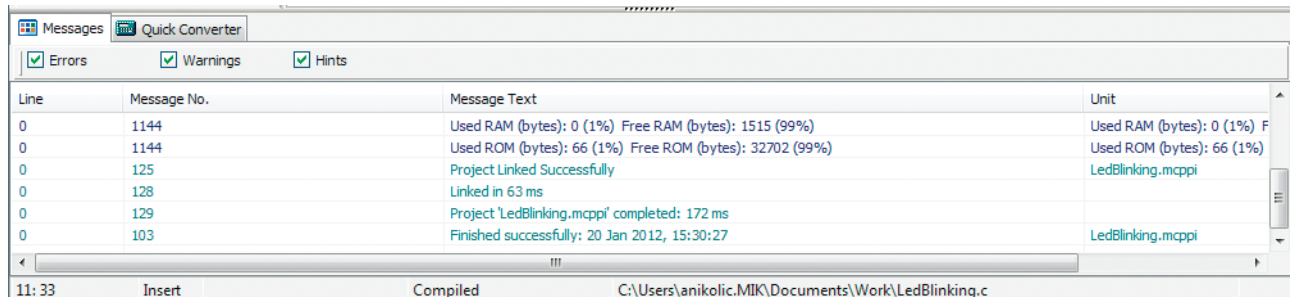 Messages Quick Converter
Errors Warnings Hints
Line Message No. Message Text Unit
0 1144 Used RAM (bytes): 0 (1%) Free RAM (bytes): 1515 (99%) Used RAM (bytes): 0 (1%) F
0 1144 Used ROM (bytes): 66 (1%) Free ROM (bytes): 32702 (99%) Used ROM (bytes): 66 (1%)
0 125 Project Linked Successfully LedBlinking.mcppi
0 128 Linked in 63 ms
0 129 Project 'LedBlinking.mcppi' completed: 172 ms
0 103 Finished successfully: 20 Jan 2012, 15:30:27 LedBlinking.mcppi
11: 33 Insert Compiled C:\Users\anikolic.MIK\Documents\Work\LedBlinking.c